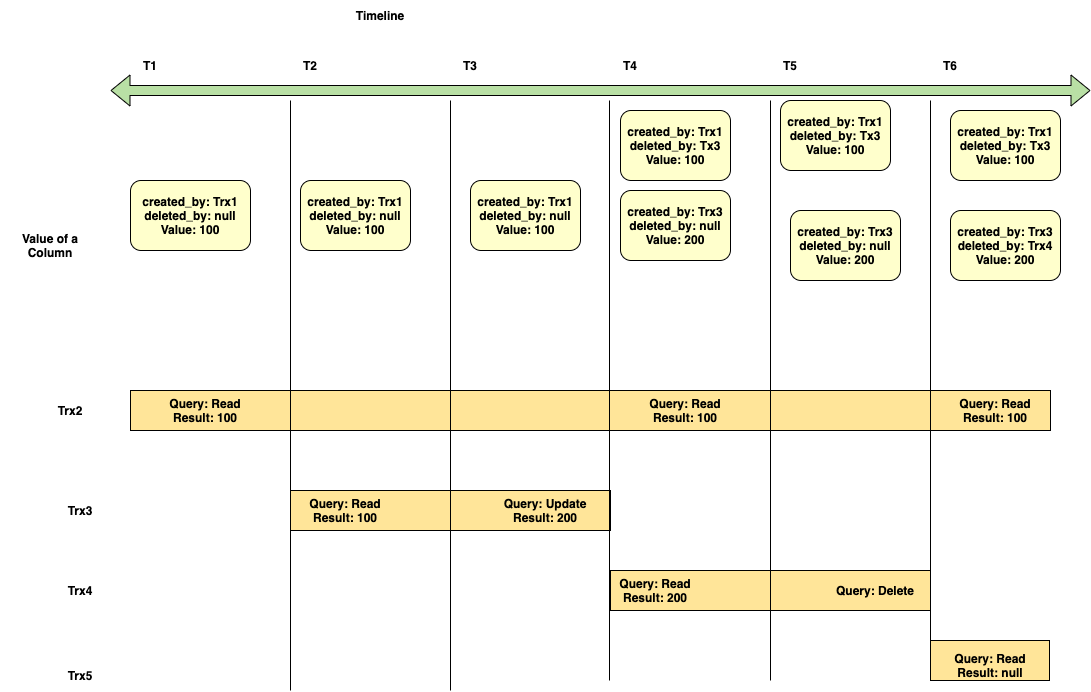 Timeline
T1
T2
T3
T4
T5
T6
created_by: Trx1
deleted_by: Tx3
Value: 100
created_by: Trx1
deleted_by: Tx3
Value: 100
created_by: Trx1
deleted_by: Tx3
Value: 100
Value of a
Column
created_by: Trx1
deleted_by: null
Value: 100
created_by: Trx1
deleted_by: null
Value: 100
created_by: Trx1
deleted_by: null
Value: 100
created_by: Trx3
deleted_by: null
Value: 200
created_by: Trx3
deleted_by: null
Value: 200
created_by: Trx3
deleted_by: Trx4
Value: 200
Trx2
Query: Read
Result: 100
Query: Read
Result: 100
Query: Read
Result: 100
Trx3
Query: Read
Result: 100
Query: Update
Result: 200
Trx4
Query: Read
Result: 200
Query: Delete
Trx5
Query: Read
Result: null